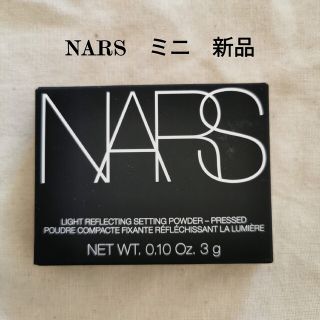 NARS　ミニ　新品
NARS
LIGHT REFLECTING SETTING POWDER – PRESSED
POUDRE COMPACTE FIXANTE RÉFLÉCHISSANT LA LUMIÈRE
NET WT. 0.10 Oz. 3 g